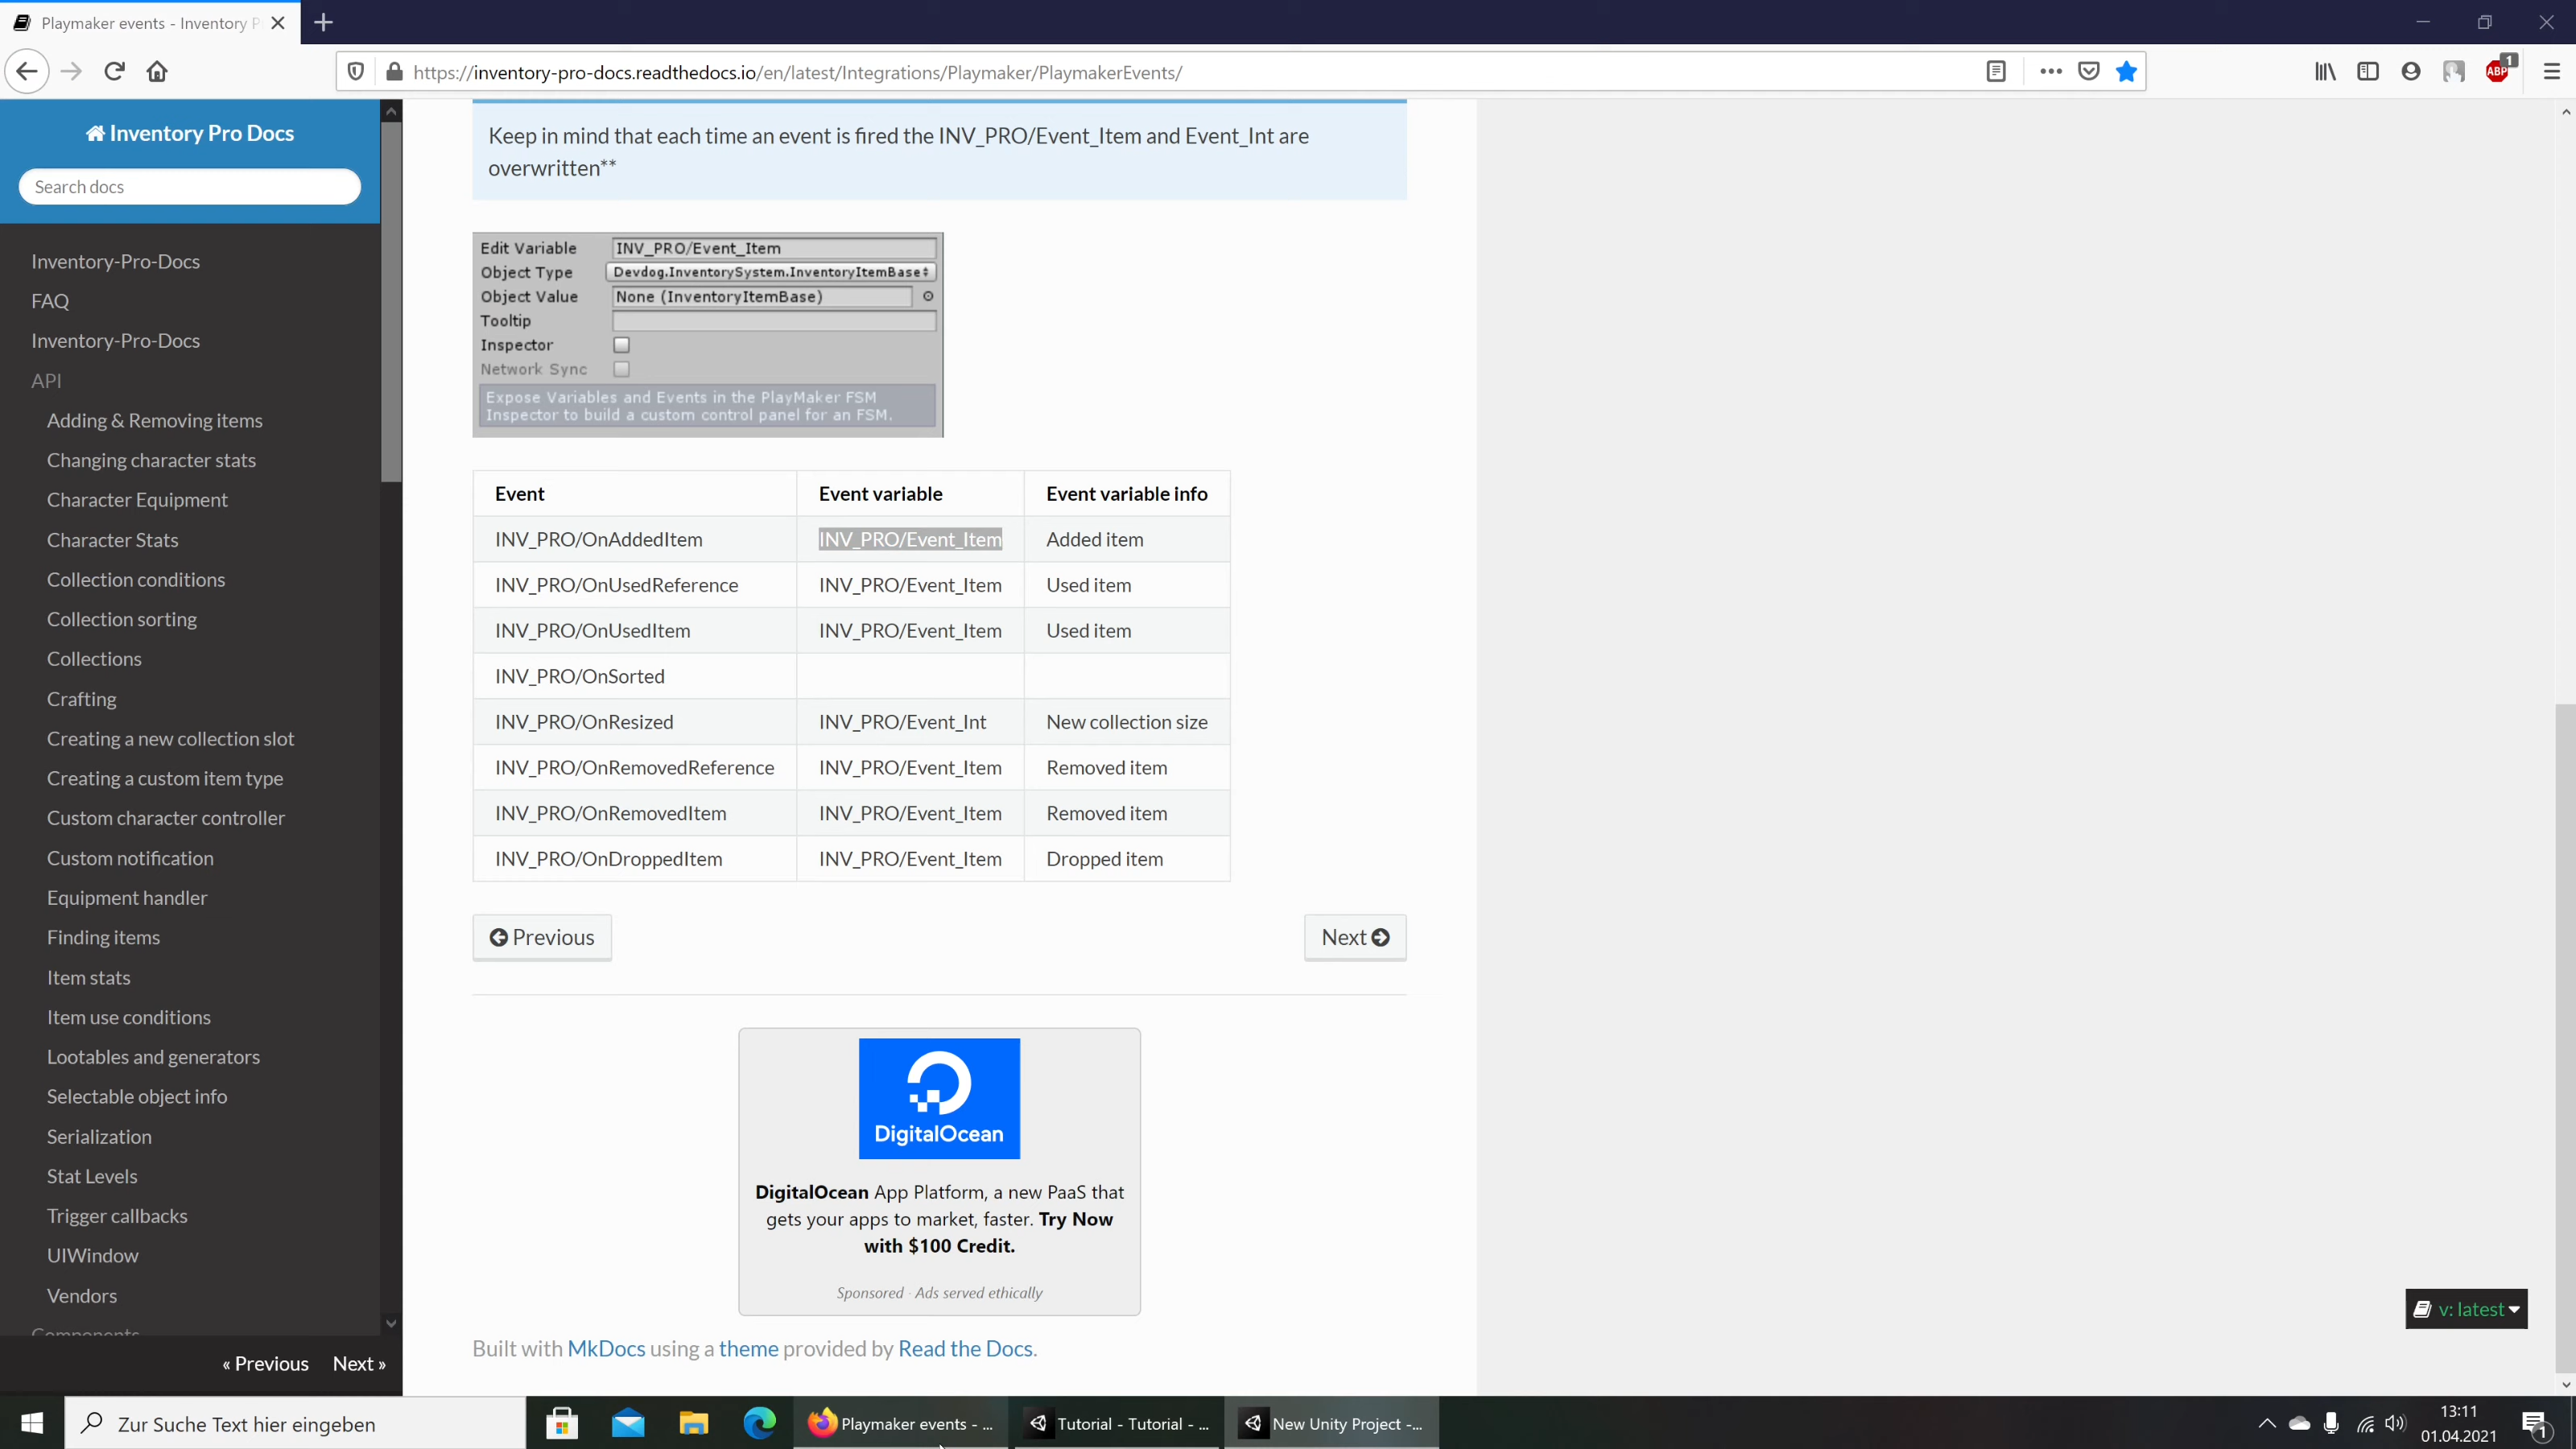 Playmaker events - Inventory P
https://inventory-pro-docs.readthedocs.io/en/latest/Integrations/Playmaker/PlaymakerEvents/
ABP
1
Inventory Pro Docs
Search docs
Inventory-Pro-Docs
FAQ
Inventory-Pro-Docs
API
Adding & Removing items
Changing character stats
Character Equipment
Character Stats
Collection conditions
Collection sorting
Collections
Crafting
Creating a new collection slot
Creating a custom item type
Custom character controller
Custom notification
Equipment handler
Finding items
Item stats
Item use conditions
Lootables and generators
Selectable object info
Serialization
Stat Levels
Trigger callbacks
UIWindow
Vendors
Components
« Previous Next »
Keep in mind that each time an event is fired the INV_PRO/Event_Item and Event_Int are
overwritten**
Edit Variable INV_PRO/Event_Item
Object Type Devdog.InventorySystem.InventoryItemBase
Object Value None (InventoryItemBase)
Tooltip
Inspector
Network Sync
Expose Variables and Events in the PlayMaker FSM
Inspector to build a custom control panel for an FSM.
Event Event variable Event variable info
INV_PRO/OnAddedItem INV_PRO/Event_Item Added item
INV_PRO/OnUsedReference INV_PRO/Event_Item Used item
INV_PRO/OnUsedItem INV_PRO/Event_Item Used item
INV_PRO/OnSorted
INV_PRO/OnResized INV_PRO/Event_Int New collection size
INV_PRO/OnRemovedReference INV_PRO/Event_Item Removed item
INV_PRO/OnRemovedItem INV_PRO/Event_Item Removed item
INV_PRO/OnDroppedItem INV_PRO/Event_Item Dropped item
Previous Next
DigitalOcean
DigitalOcean App Platform, a new PaaS that
gets your apps to market, faster. Try Now
with $100 Credit.
Sponsored · Ads served ethically
Built with MkDocs using a theme provided by Read the Docs.
v: latest
Zur Suche Text hier eingeben
Playmaker events - ...
Tutorial - Tutorial - ...
New Unity Project -...
13:11
01.04.2021
1